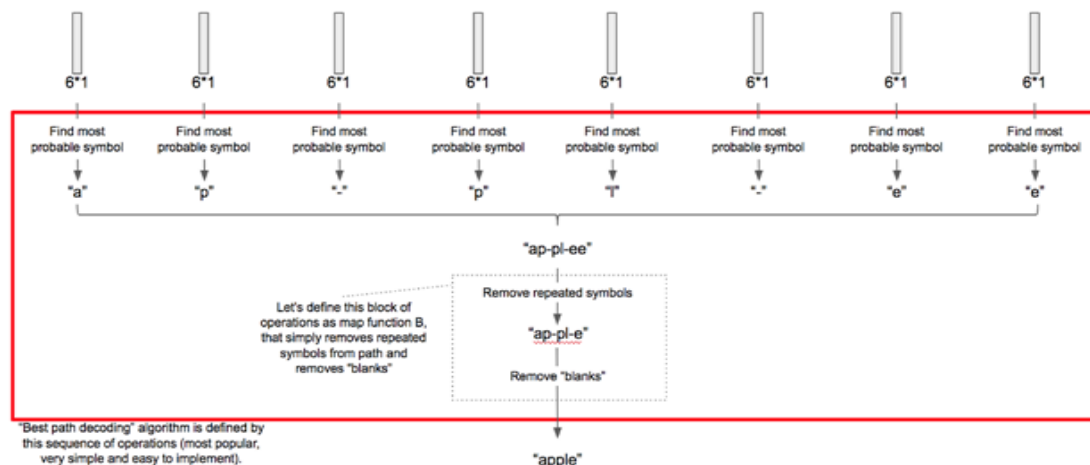 6*1 6*1 6*1 6*1 6*1 6*1 6*1 6*1
Find most Find most Find most Find most Find most Find most Find most Find most
probable symbol probable symbol probable symbol probable symbol probable symbol probable symbol probable symbol probable symbol
“a” “p” “-” “p” “l” “-” “e” “e”
“ap-pl-ee”
Remove repeated symbols
Let's define this block of
operations as map function B,
that simply removes repeated
symbols from path and
removes “blanks”
“ap-pl-e”
Remove “blanks”
“Best path decoding” algorithm is defined by
this sequence of operations (most popular,
very simple and easy to implement).
“apple”